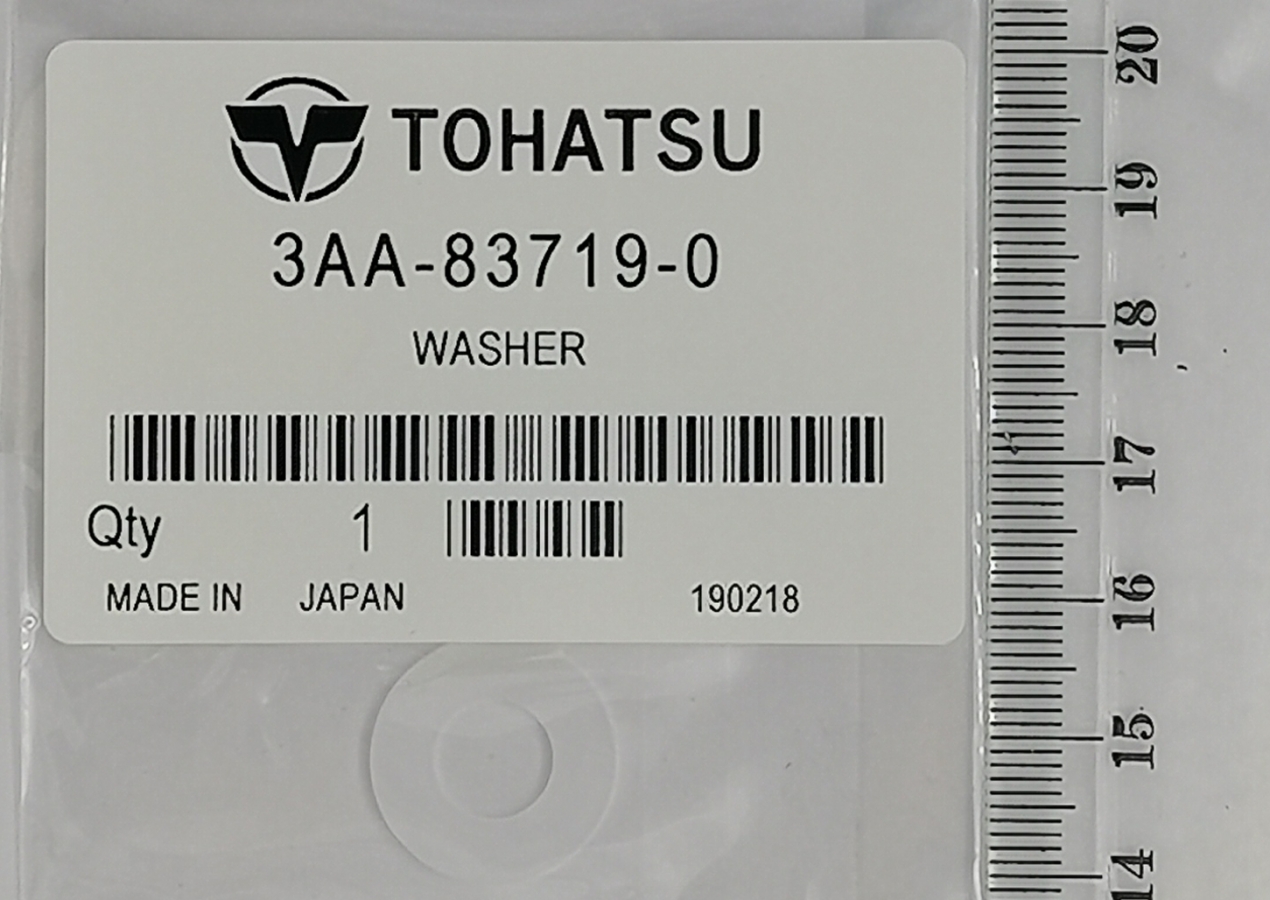 TOHATSU
3AA-83719-0
WASHER
Qty 1
MADE IN JAPAN 190218
20
19
18
17
16
15
14